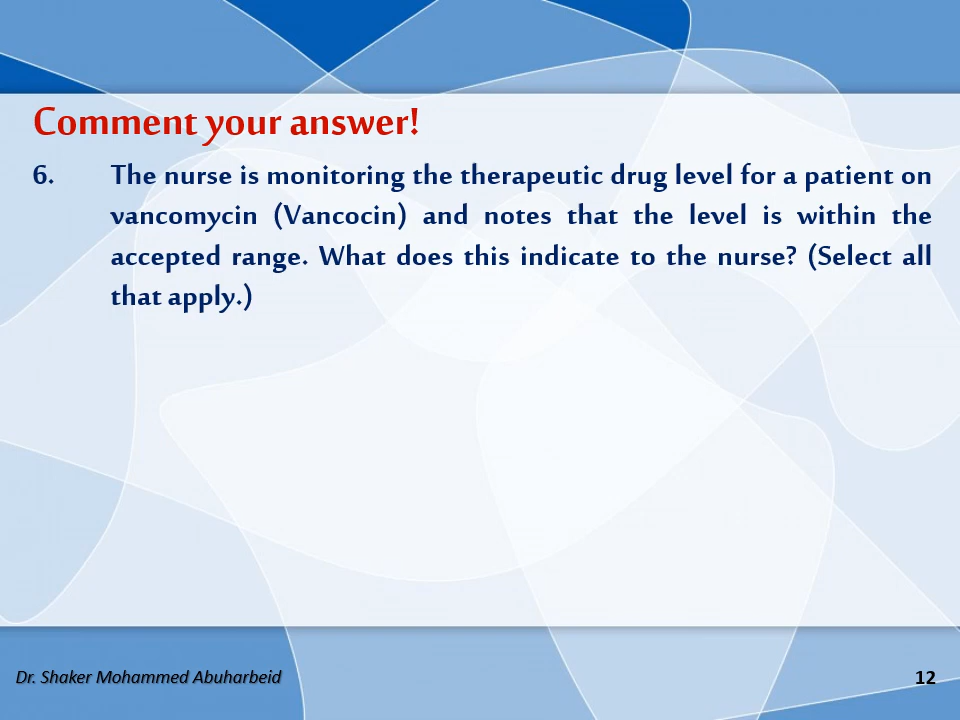 Comment your answer!
6. The nurse is monitoring the therapeutic drug level for a patient on
vancomycin (Vancocin) and notes that the level is within the
accepted range. What does this indicate to the nurse? (Select all
that apply.)
Dr. Shaker Mohammed Abuharbeid
12